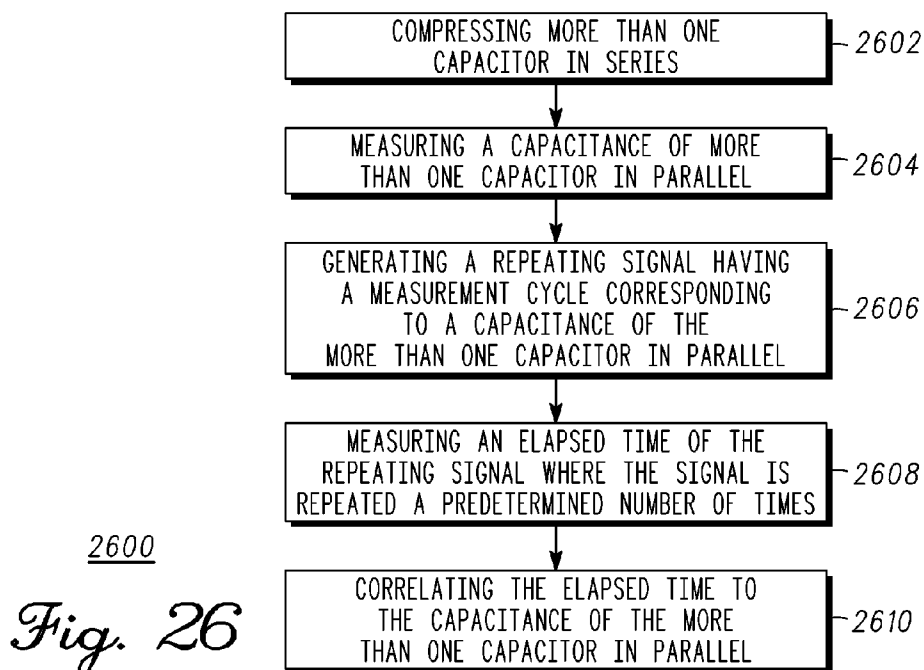 COMPRESSING MORE THAN ONE
CAPACITOR IN SERIES
2602
MEASURING A CAPACITANCE OF MORE
THAN ONE CAPACITOR IN PARALLEL
2604
GENERATING A REPEATING SIGNAL HAVING
A MEASUREMENT CYCLE CORRESPONDING
TO A CAPACITANCE OF THE
MORE THAN ONE CAPACITOR IN PARALLEL
2606
MEASURING AN ELAPSED TIME OF THE
REPEATING SIGNAL WHERE THE SIGNAL IS
REPEATED A PREDETERMINED NUMBER OF TIMES
2608
CORRELATING THE ELAPSED TIME TO
THE CAPACITANCE OF THE MORE
THAN ONE CAPACITOR IN PARALLEL
2610
2600
Fig. 26